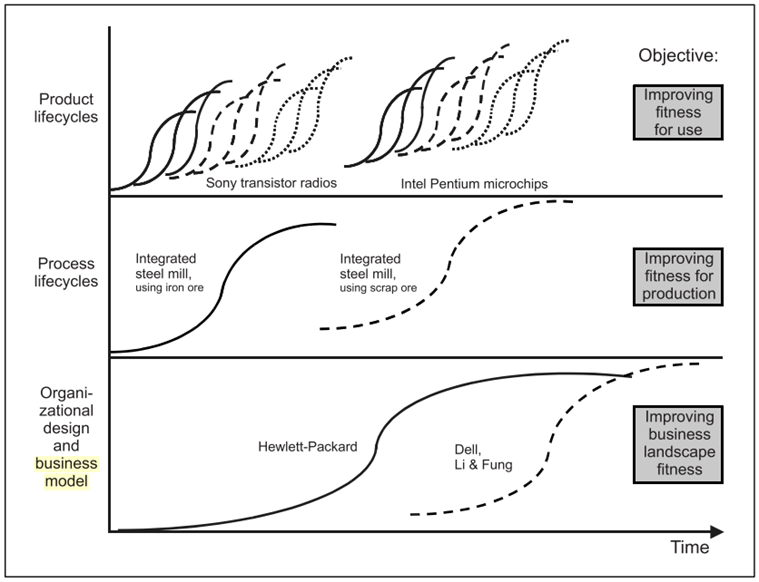 Objective:
Product
lifecycles
Improving
fitness
for use
Sony transistor radios
Intel Pentium microchips
Process
lifecycles
Integrated
steel mill,
using iron ore
Integrated
steel mill,
using scrap ore
Improving
fitness for
production
Organi-
zational
design
and
business
model
Hewlett-Packard
Dell,
Li & Fung
Improving
business
landscape
fitness
Time